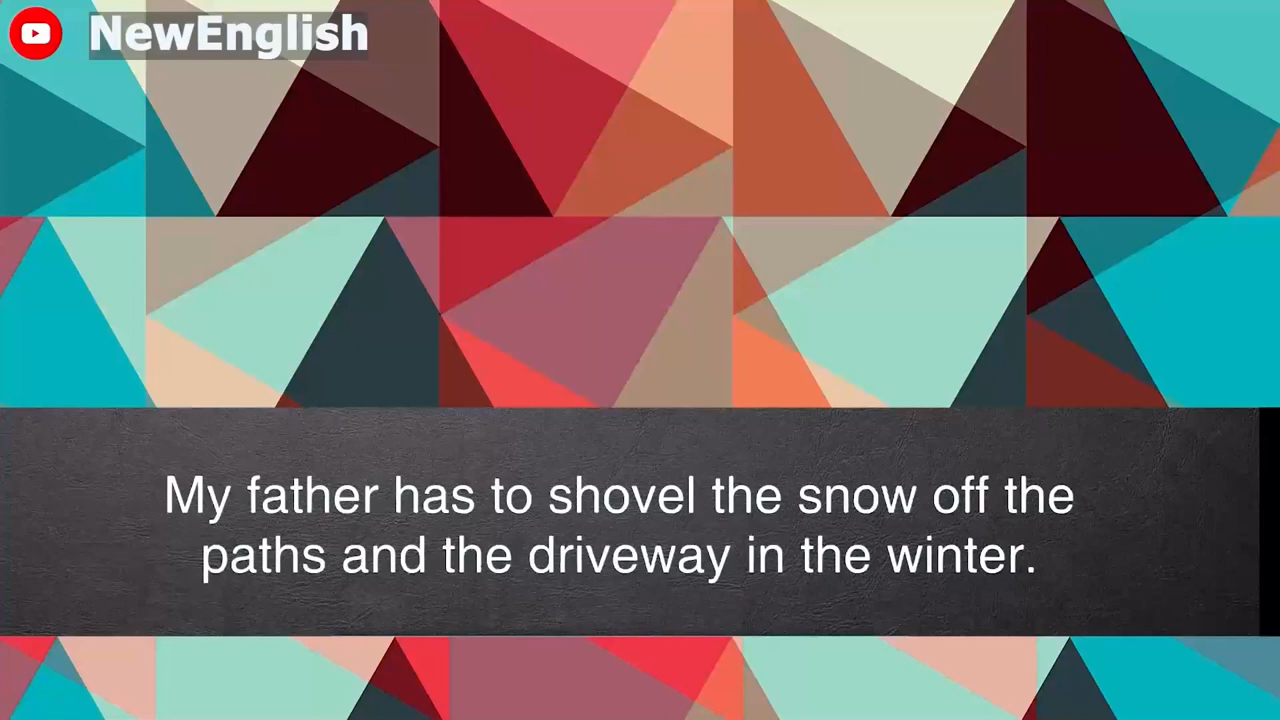 NewEnglish
My father has to shovel the snow off the
paths and the driveway in the winter.